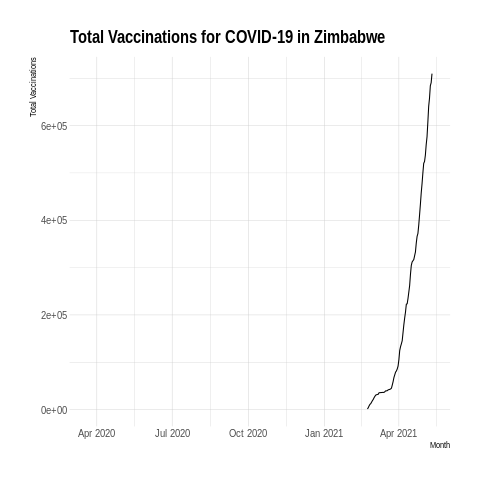 Total Vaccinations for COVID-19 in Zimbabwe
Total Vaccinations
6e+05
4e+05
2e+05
0e+00
Apr 2020 Jul 2020 Oct 2020 Jan 2021 Apr 2021
Month